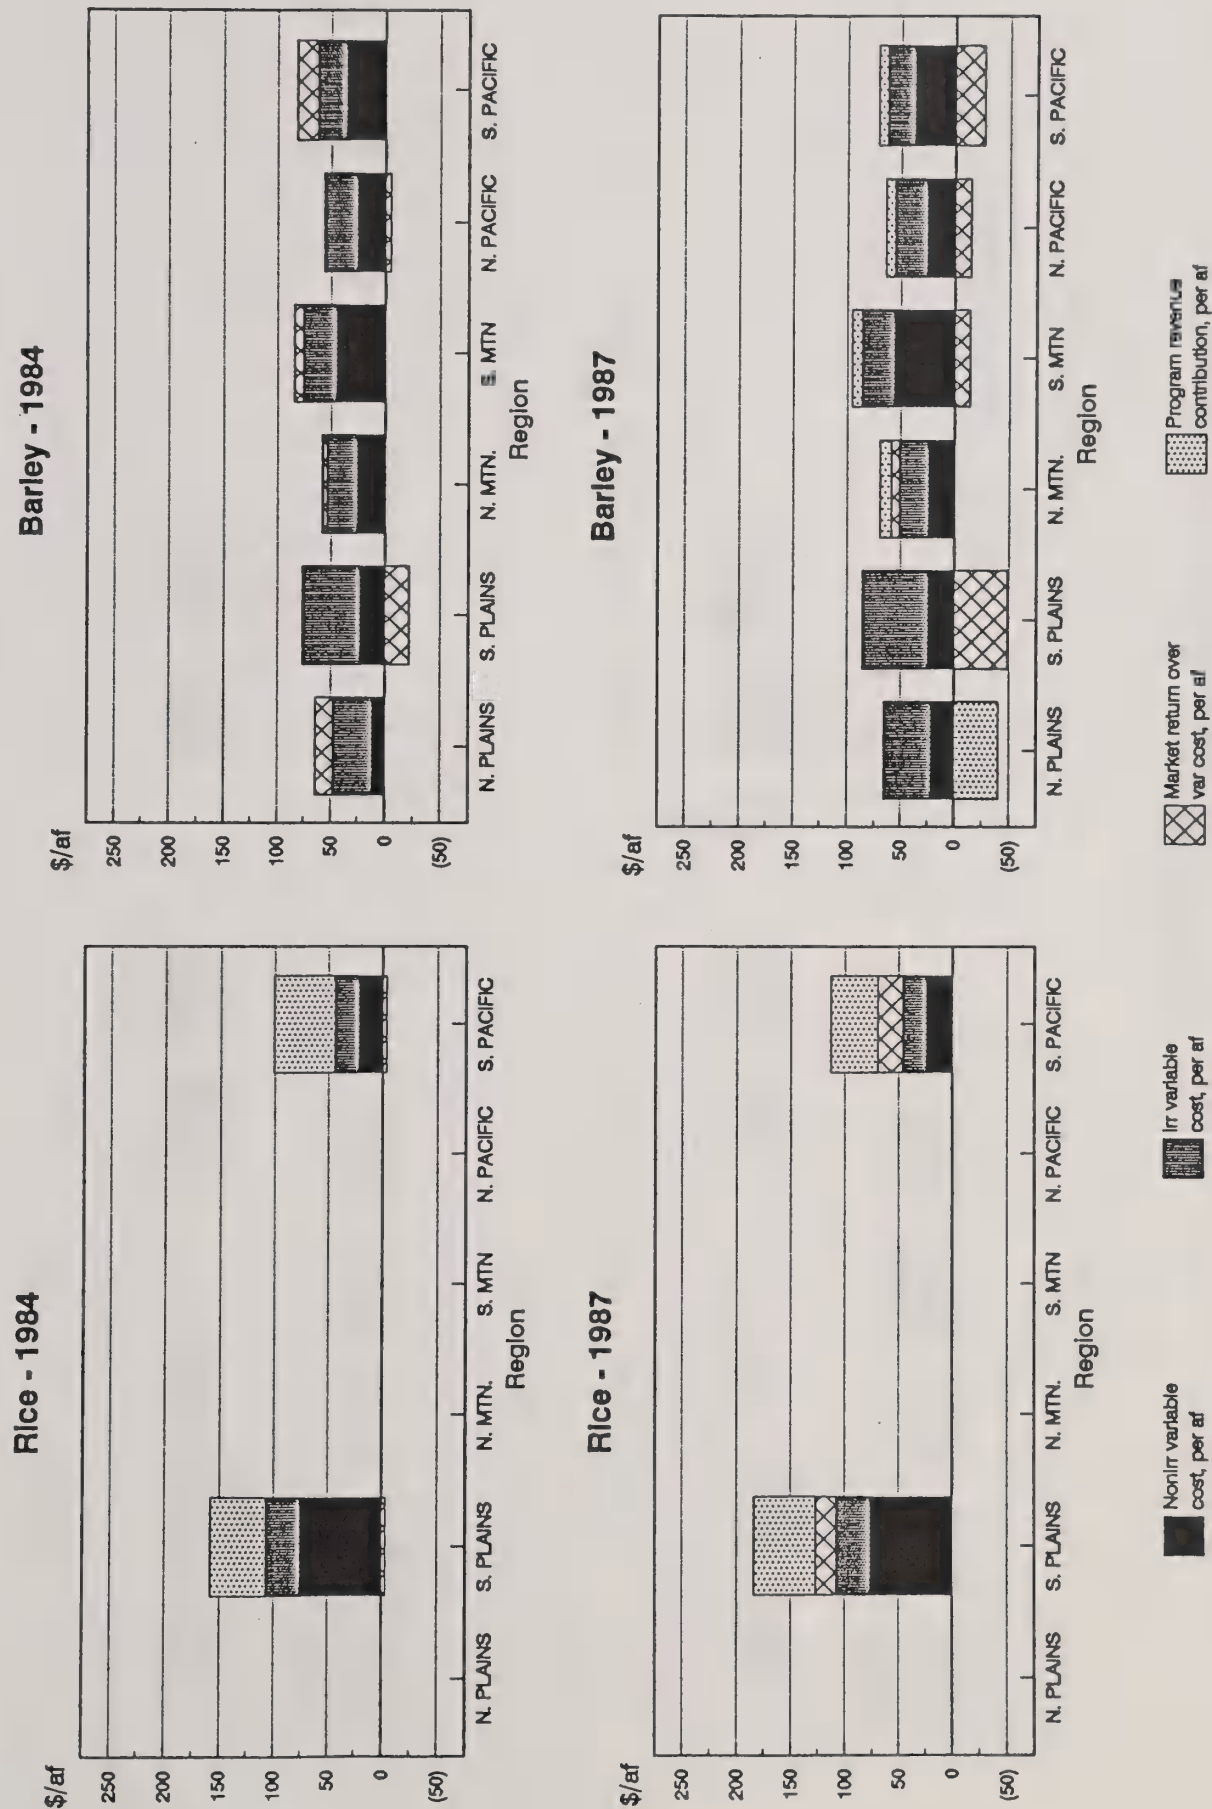 Rice - 1984
$/af
250
200
150
100
50
0
(50)
N. PLAINS S. PLAINS N. MTN. S. MTN N. PACIFIC S. PACIFIC
Region
Barley - 1984
$/af
250
200
150
100
50
0
(50)
N. PLAINS S. PLAINS N. MTN. S. MTN N. PACIFIC S. PACIFIC
Region
Rice - 1987
$/af
250
200
150
100
50
0
(50)
N. PLAINS S. PLAINS N. MTN. S. MTN N. PACIFIC S. PACIFIC
Region
Barley - 1987
$/af
250
200
150
100
50
0
(50)
N. PLAINS S. PLAINS N. MTN. S. MTN N. PACIFIC S. PACIFIC
Region
Nonirr variable
cost, per af
Irr variable
cost, per af
Market return over
var cost, per af
Program revenue
contribution, per af